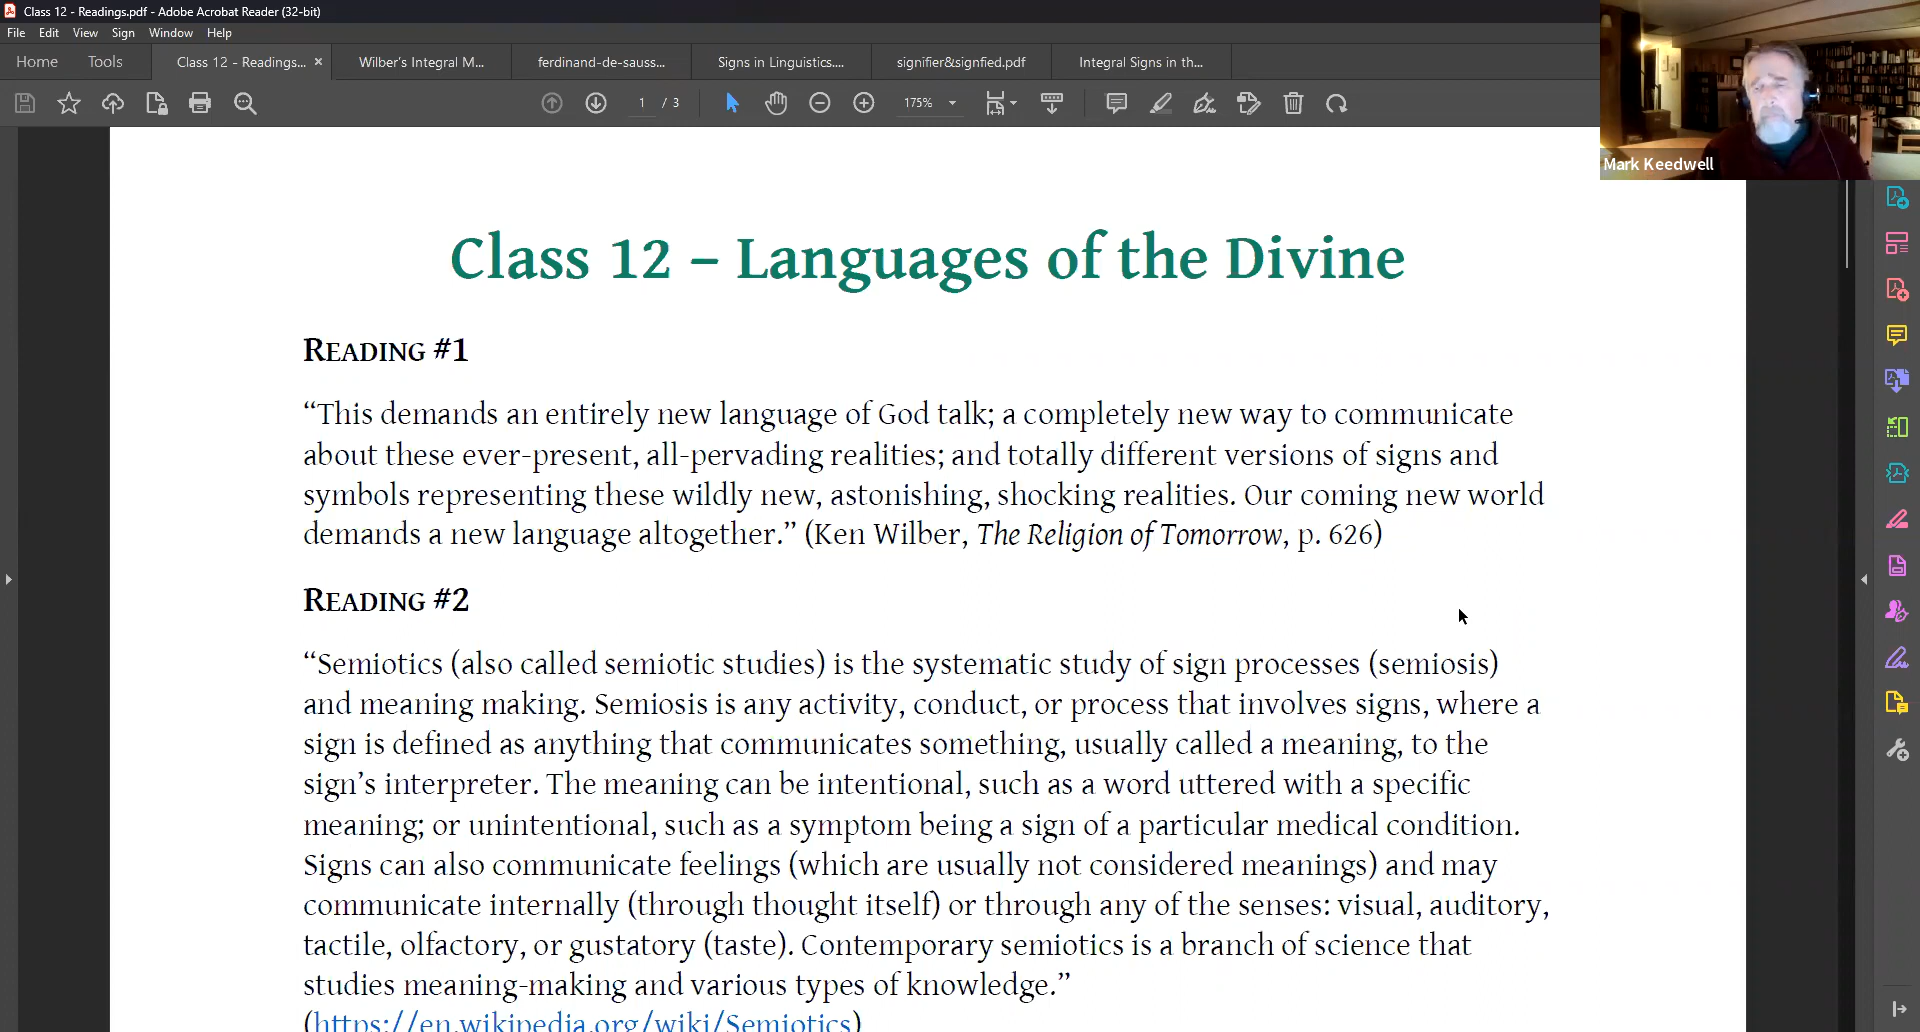 Class 12 - Readings.pdf - Adobe Acrobat Reader (32-bit)
File Edit View Sign Window Help
Home Tools Class 12 - Readings... × Wilber's Integral M... ferdinand-de-sauss... Signs in Linguistics.... signifier&signfied.pdf Integral Signs in th...
1 / 3 175%
Mark Keedwell
Class 12 – Languages of the Divine
READING #1
“This demands an entirely new language of God talk; a completely new way to communicate
about these ever-present, all-pervading realities; and totally different versions of signs and
symbols representing these wildly new, astonishing, shocking realities. Our coming new world
demands a new language altogether.” (Ken Wilber, The Religion of Tomorrow, p. 626)
READING #2
“Semiotics (also called semiotic studies) is the systematic study of sign processes (semiosis)
and meaning making. Semiosis is any activity, conduct, or process that involves signs, where a
sign is defined as anything that communicates something, usually called a meaning, to the
sign’s interpreter. The meaning can be intentional, such as a word uttered with a specific
meaning; or unintentional, such as a symptom being a sign of a particular medical condition.
Signs can also communicate feelings (which are usually not considered meanings) and may
communicate internally (through thought itself) or through any of the senses: visual, auditory,
tactile, olfactory, or gustatory (taste). Contemporary semiotics is a branch of science that
studies meaning-making and various types of knowledge.”
(https://en.wikipedia.org/wiki/Semiotics)